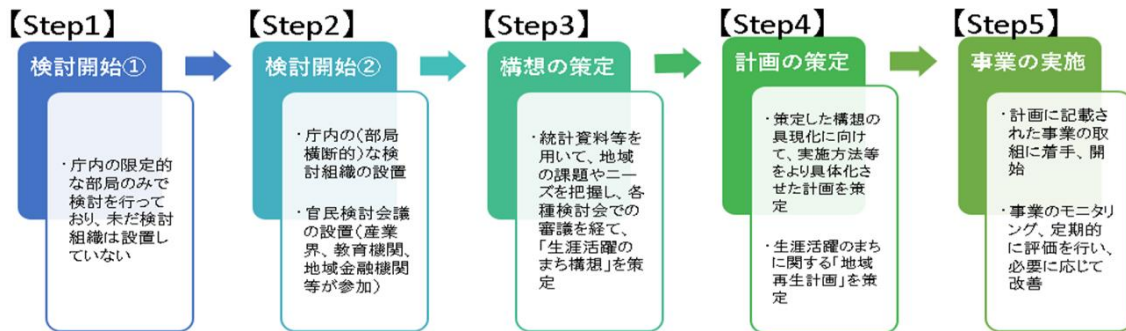 【Step1】
検討開始①
・庁内の限定的
な部局のみで
検討を行って
おり、未だ検討
組織は設置し
ていない
【Step2】
検討開始②
・庁内の(部局
横断的)な検
討組織の設置
・官民検討会議
の設置(産業
界、教育機関、
地域金融機関
等が参加)
【Step3】
構想の策定
・統計資料等を
用いて、地域
の課題やニー
ズを把握し、各
種検討会での
審議を経て、
「生涯活躍の
まち構想」を策
定
【Step4】
計画の策定
・策定した構想の
具現化に向け
て、実施方法等
をより具体化さ
せた計画を策
定
・生涯活躍のまち
に関する「地域
再生計画」を策
定
【Step5】
事業の実施
・計画に記載さ
れた事業の取
組に着手、開
始
・事業のモニタリ
ング、定期的
に評価を行い、
必要に応じて
改善